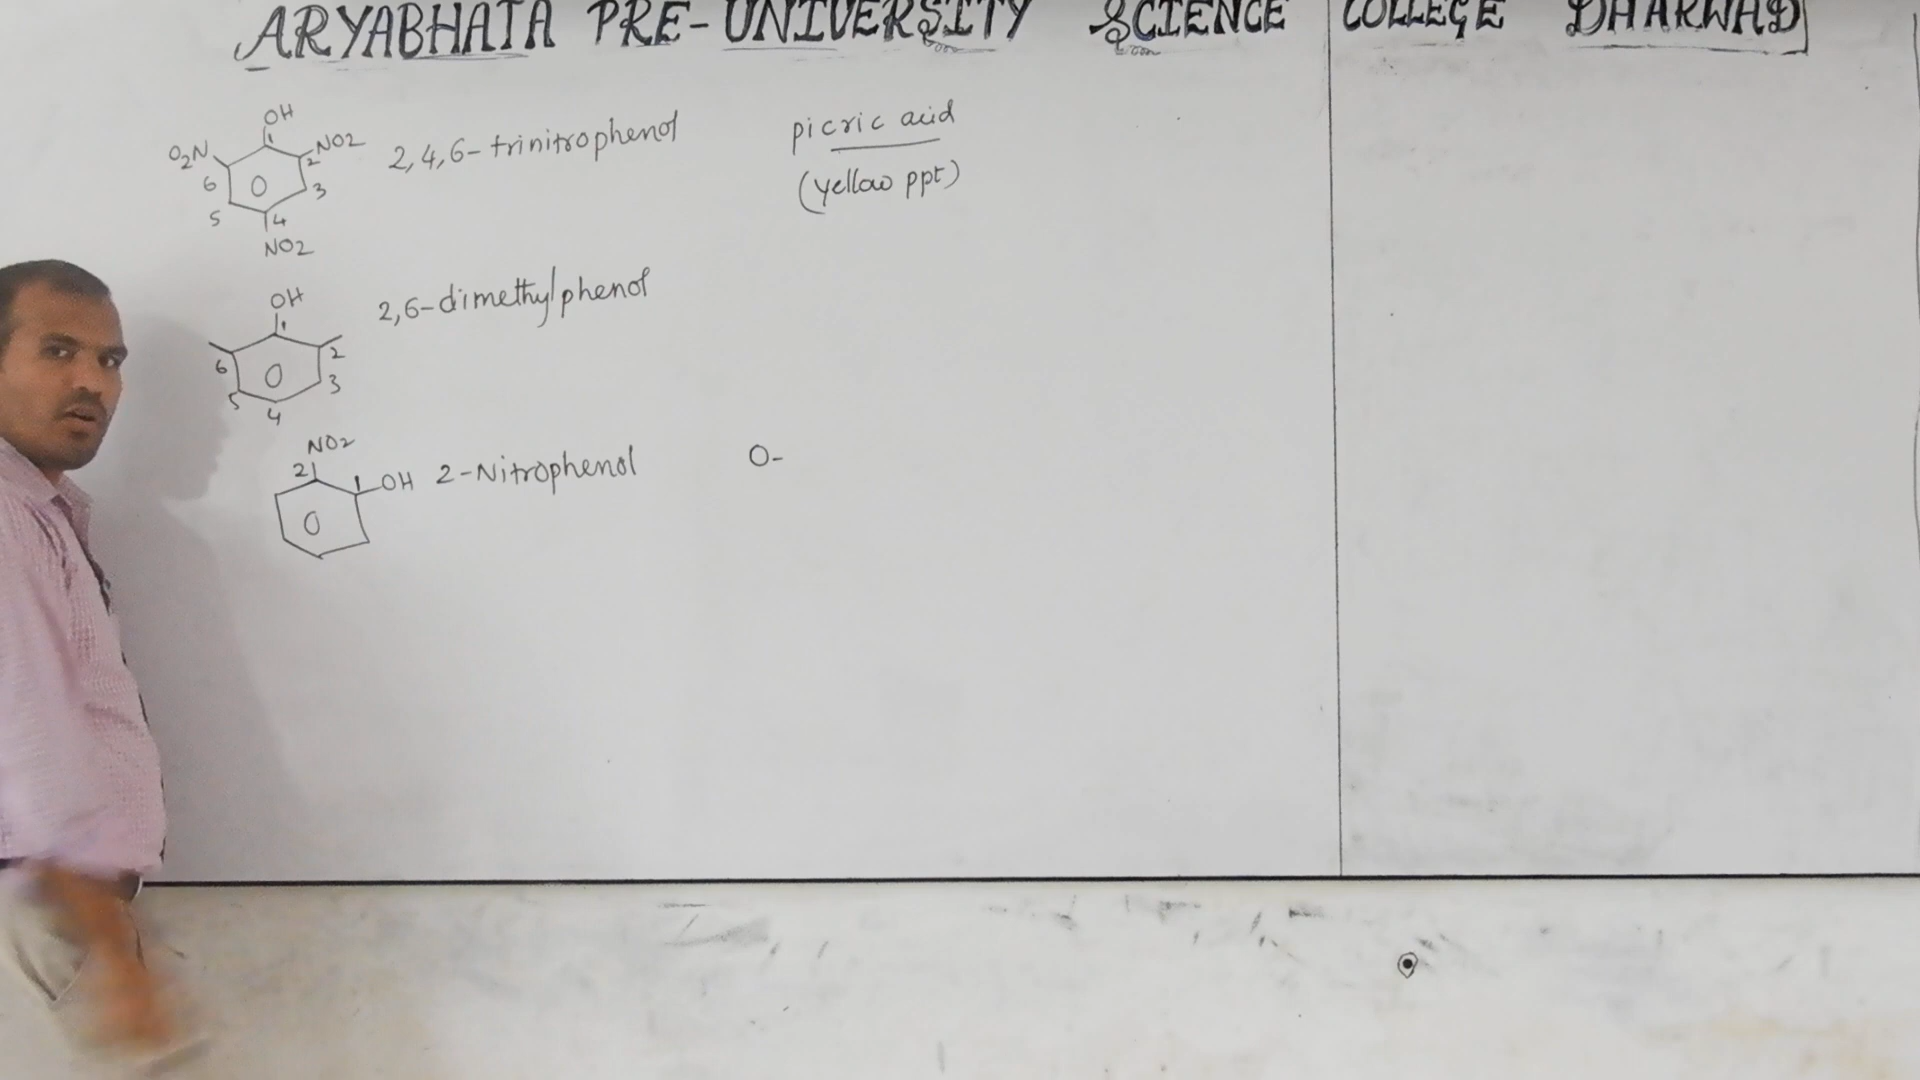 ARYABHATA PRE-UNIVERSITY SCIENCE COLLEGE DHARWAD
OH
O2N
1
NO2
2
6
3
5
4
NO2
2,4,6-trinitrophenol
picric acid
(yellow ppt)
OH
1
2
6
3
5
4
2,6-dimethylphenol
NO2
2
1
OH
2-Nitrophenol
O-